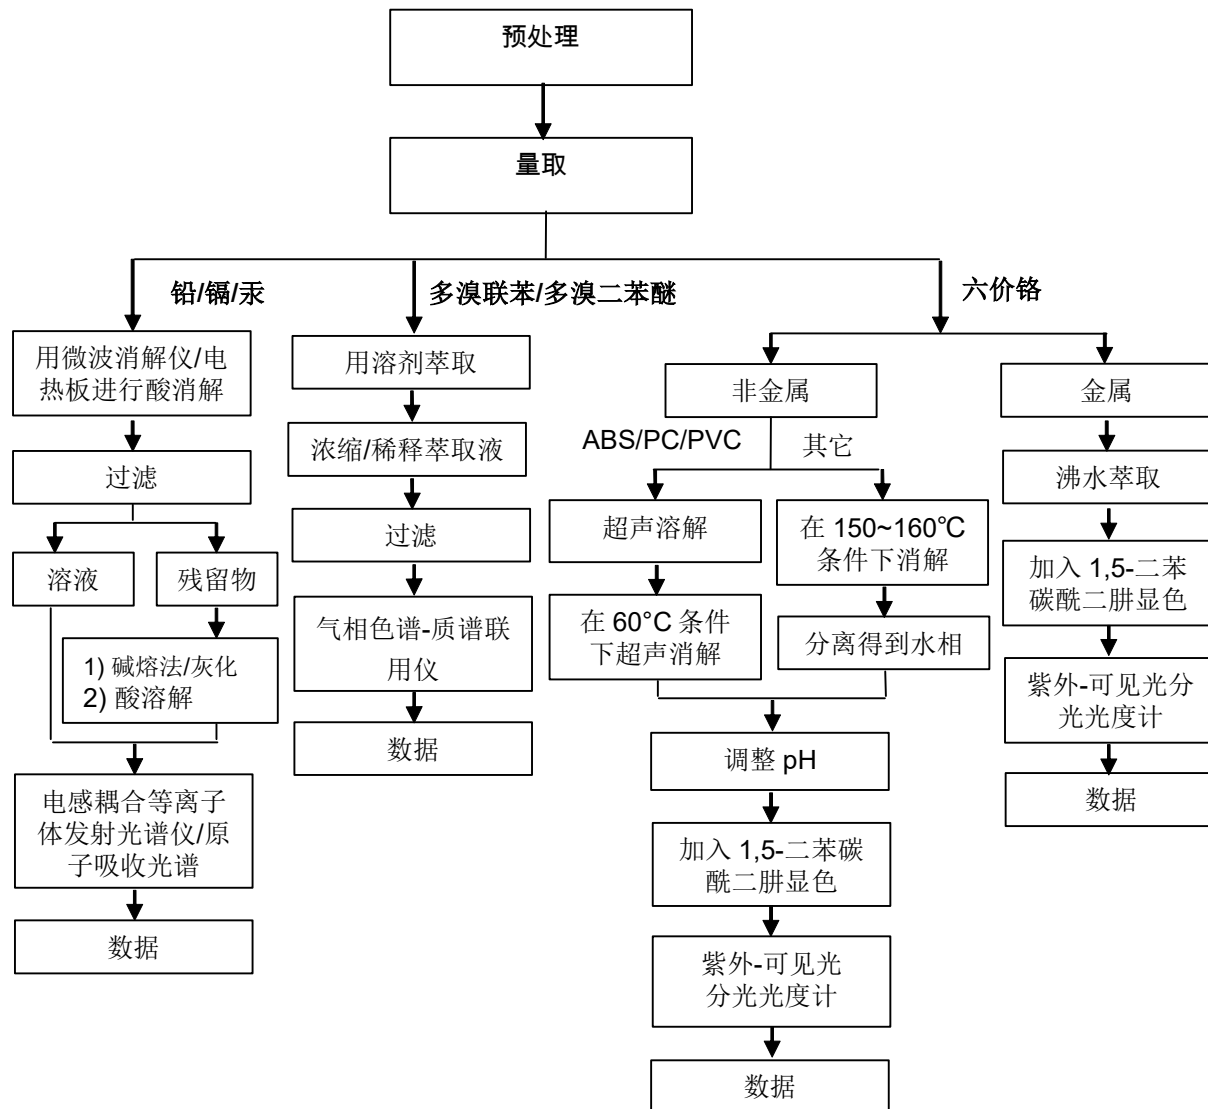 预处理
量取
铅/镉/汞
多溴联苯/多溴二苯醚
六价铬
用微波消解仪/电
热板进行酸消解
过滤
溶液
残留物
1) 碱熔法/灰化
2) 酸溶解
电感耦合等离子
体发射光谱仪/原
子吸收光谱
数据
用溶剂萃取
浓缩/稀释萃取液
过滤
气相色谱-质谱联
用仪
数据
非金属
ABS/PC/PVC
其它
超声溶解
在 60°C 条件
下超声消解
在 150~160℃
条件下消解
分离得到水相
调整 pH
加入 1,5-二苯碳
酰二肼显色
紫外-可见光
分光光度计
数据
金属
沸水萃取
加入 1,5-二苯
碳酰二肼显色
紫外-可见光分
光光度计
数据